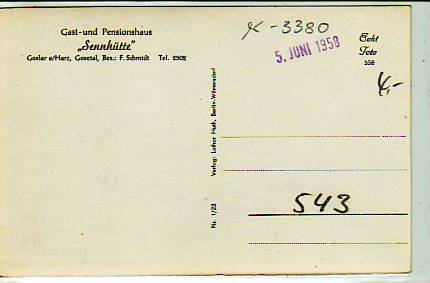 Gast-und Pensionshaus
„Sennhütte"
Goslar a/Harz, Gosetal, Bes.: F. Schmidt Tel. 2502
x-3380
5. JUNI 1958
Echt
Foto
558
4,-
Verlag: Lothar Huth, Berlin-Wilmersdorf
Nr. 1/23
543